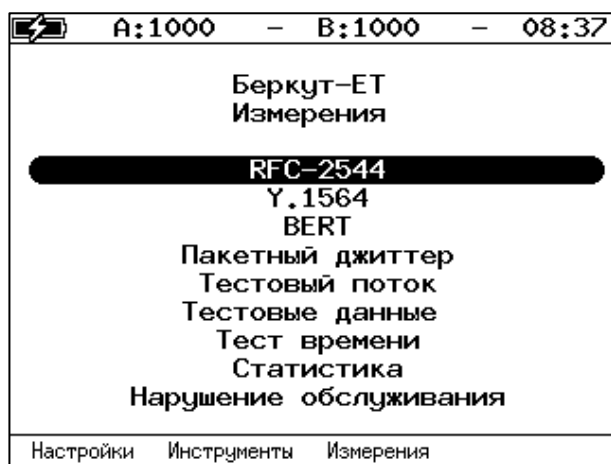 A:1000 – B:1000 – 08:37
Беркут-ЕТ
Измерения
RFC-2544
Y.1564
BERT
Пакетный джиттер
Тестовый поток
Тестовые данные
Тест времени
Статистика
Нарушение обслуживания
Настройки Инструменты Измерения